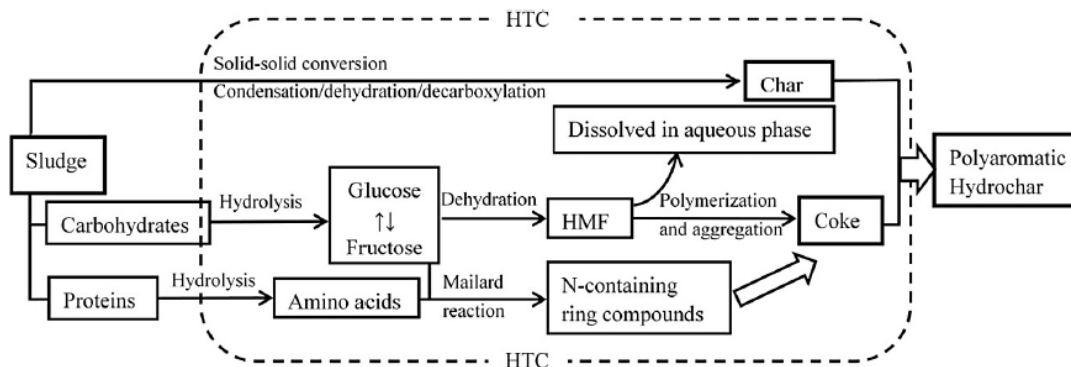 HTC
Solid-solid conversion
Condensation/dehydration/decarboxylation
Char
Dissolved in aqueous phase
Sludge
Polyaromatic
Hydrochar
Carbohydrates
Hydrolysis
Glucose
↑↓
Fructose
Dehydration
HMF
Polymerization
and aggregation
Coke
Proteins
Hydrolysis
Amino acids
Mailard
reaction
N-containing
ring compounds
HTC